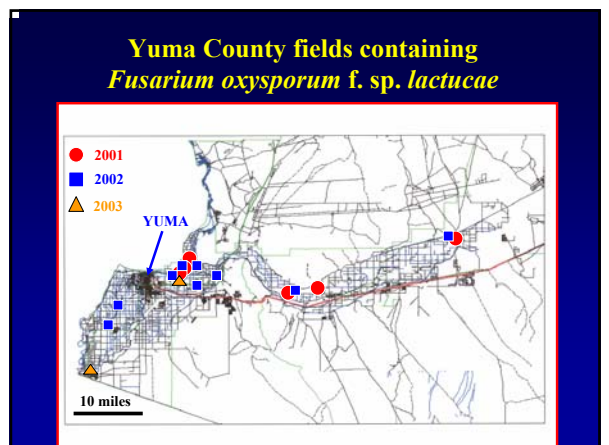 Yuma County fields containing
Fusarium oxysporum f. sp. lactucae
2001
2002
2003
YUMA
10 miles